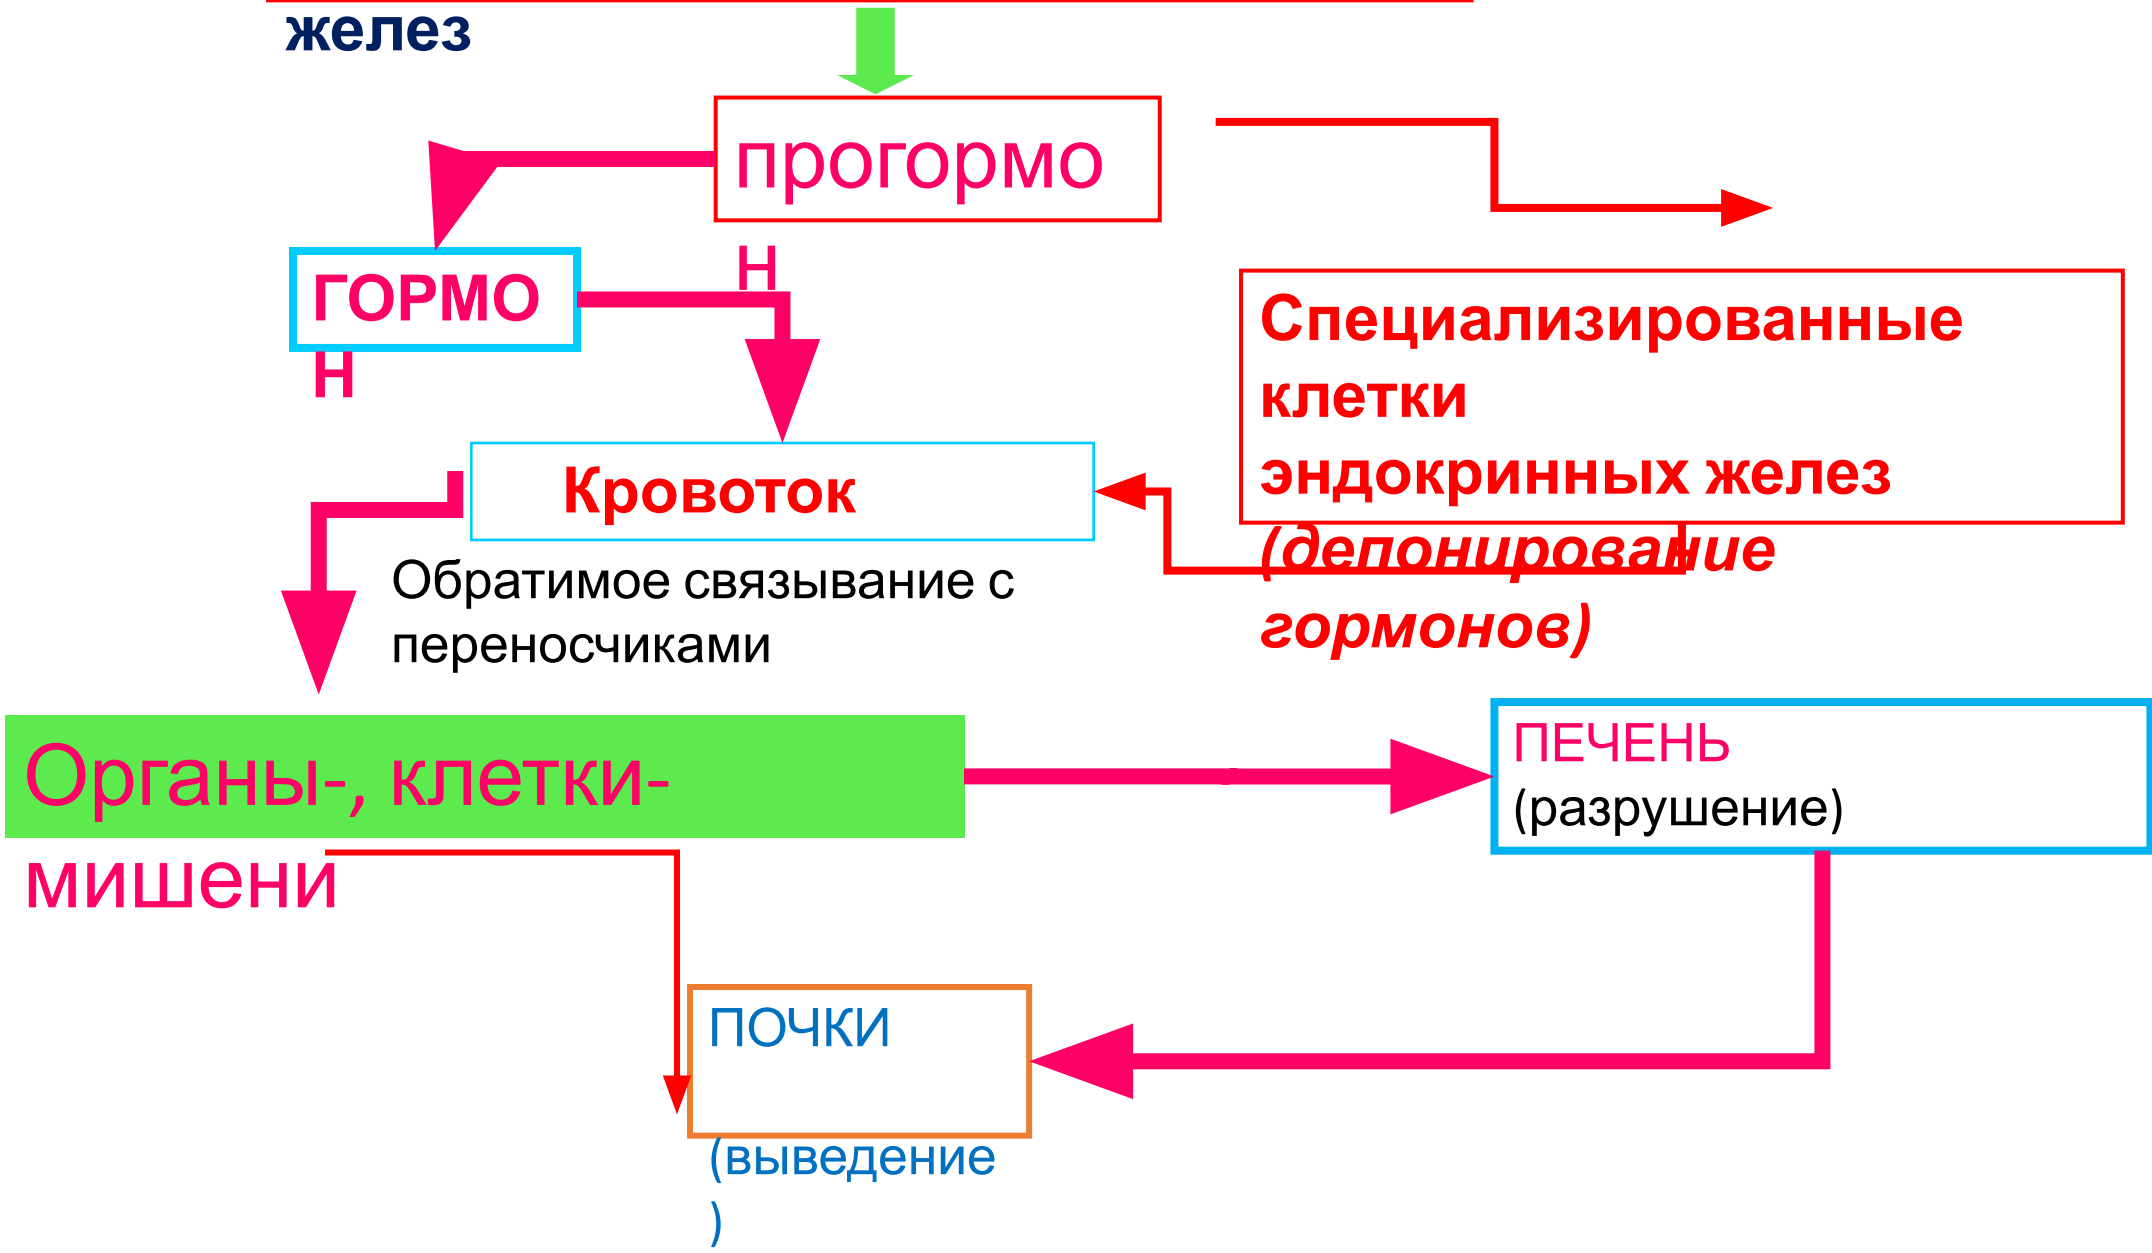 желез
прогормо
н
ГОРМО
Н
Специализированные
клетки
эндокринных желез
(депонирование
гормонов)
Кровоток
Обратимое связывание с
переносчиками
Органы-, клетки-
мишени
ПЕЧЕНЬ
(разрушение)
ПОЧКИ
(выведение
)